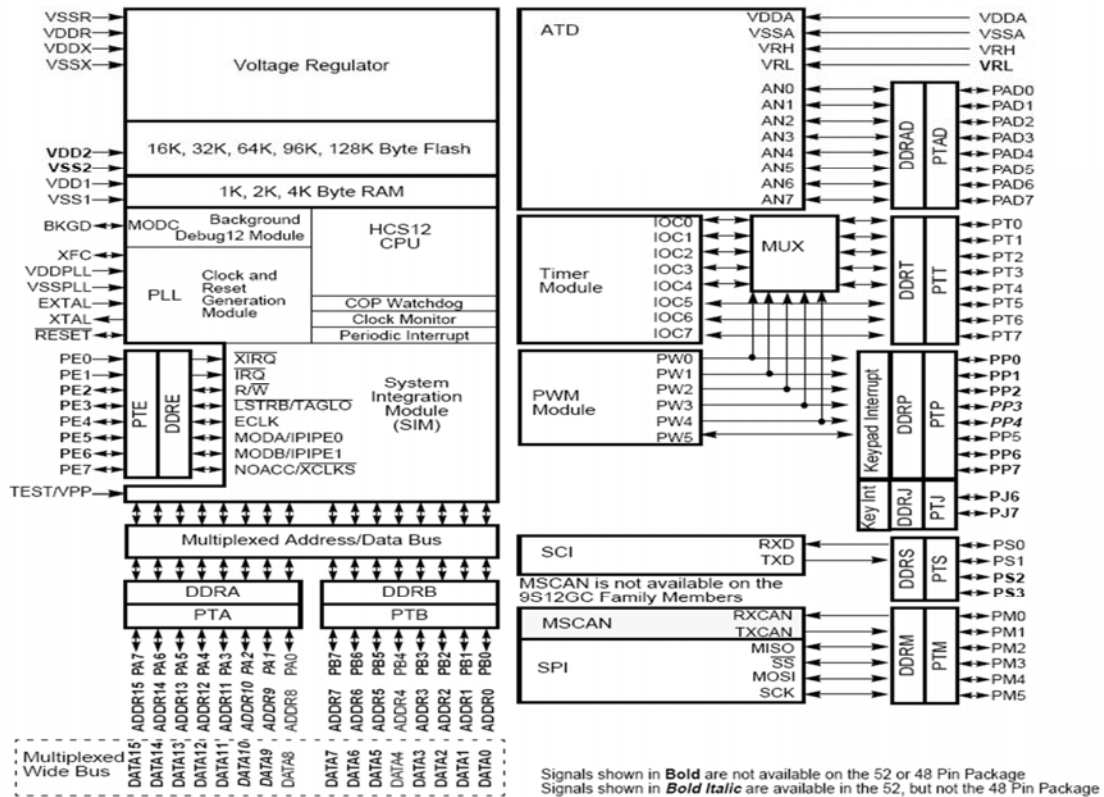 VSSR
VDDR
VDDX
VSSX
Voltage Regulator
VDD2
VSS2
16K, 32K, 64K, 96K, 128K Byte Flash
VDD1
VSS1
1K, 2K, 4K Byte RAM
BKGD
MODC
Background
Debug12 Module
HCS12
CPU
XFC
VDDPLL
VSSPLL
EXTAL
XTAL
RESET
PLL
Clock and
Reset
Generation
Module
COP Watchdog
Clock Monitor
Periodic Interrupt
PE0
PE1
PE2
PE3
PE4
PE5
PE6
PE7
PTE
DDRE
XIRQ
IRQ
R/W
LSTRB/TAGLO
ECLK
MODA/IPIPE0
MODB/IPIPE1
NOACC/XCLKS
System
Integration
Module
(SIM)
TEST/VPP
Multiplexed Address/Data Bus
DDRA
PTA
DDRB
PTB
PA7
PA6
PA5
PA4
PA3
PA2
PA1
PA0
PB7
PB6
PB5
PB4
PB3
PB2
PB1
PB0
ADDR15
ADDR14
ADDR13
ADDR12
ADDR11
ADDR10
ADDR9
ADDR8
ADDR7
ADDR6
ADDR5
ADDR4
ADDR3
ADDR2
ADDR1
ADDR0
Multiplexed
Wide Bus
DATA15
DATA14
DATA13
DATA12
DATA11
DATA10
DATA9
DATA8
DATA7
DATA6
DATA5
DATA4
DATA3
DATA2
DATA1
DATA0
ATD
VDDA
VSSA
VRH
VRL
VDDA
VSSA
VRH
VRL
AN0
AN1
AN2
AN3
AN4
AN5
AN6
AN7
DDRAD
PTAD
PAD0
PAD1
PAD2
PAD3
PAD4
PAD5
PAD6
PAD7
Timer
Module
IOC0
IOC1
IOC2
IOC3
IOC4
IOC5
IOC6
IOC7
MUX
DDRT
PTT
PT0
PT1
PT2
PT3
PT4
PT5
PT6
PT7
PWM
Module
PW0
PW1
PW2
PW3
PW4
PW5
Keypad Interrupt
DDRP
PTP
PP0
PP1
PP2
PP3
PP4
PP5
PP6
PP7
Key Int
DDRJ
PTJ
PJ6
PJ7
SCI
RXD
TXD
DDRS
PTS
PS0
PS1
PS2
PS3
MSCAN is not available on the
9S12GC Family Members
MSCAN
RXCAN
TXCAN
SPI
MISO
SS
MOSI
SCK
DDRM
PTM
PM0
PM1
PM2
PM3
PM4
PM5
Signals shown in Bold are not available on the 52 or 48 Pin Package
Signals shown in Bold Italic are available in the 52, but not the 48 Pin Package